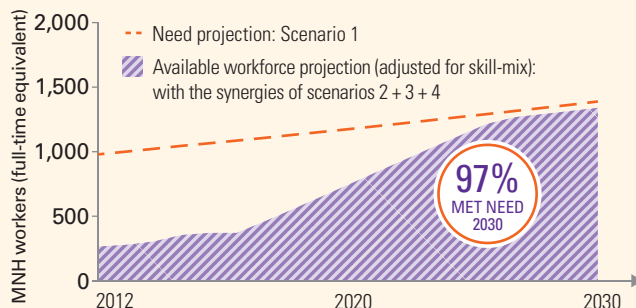 MNH workers (full-time equivalent)
2,000
1,500
1,000
500
0
Need projection: Scenario 1
Available workforce projection (adjusted for skill-mix):
with the synergies of scenarios 2 + 3 + 4
97%
MET NEED
2030
2012
2020
2030